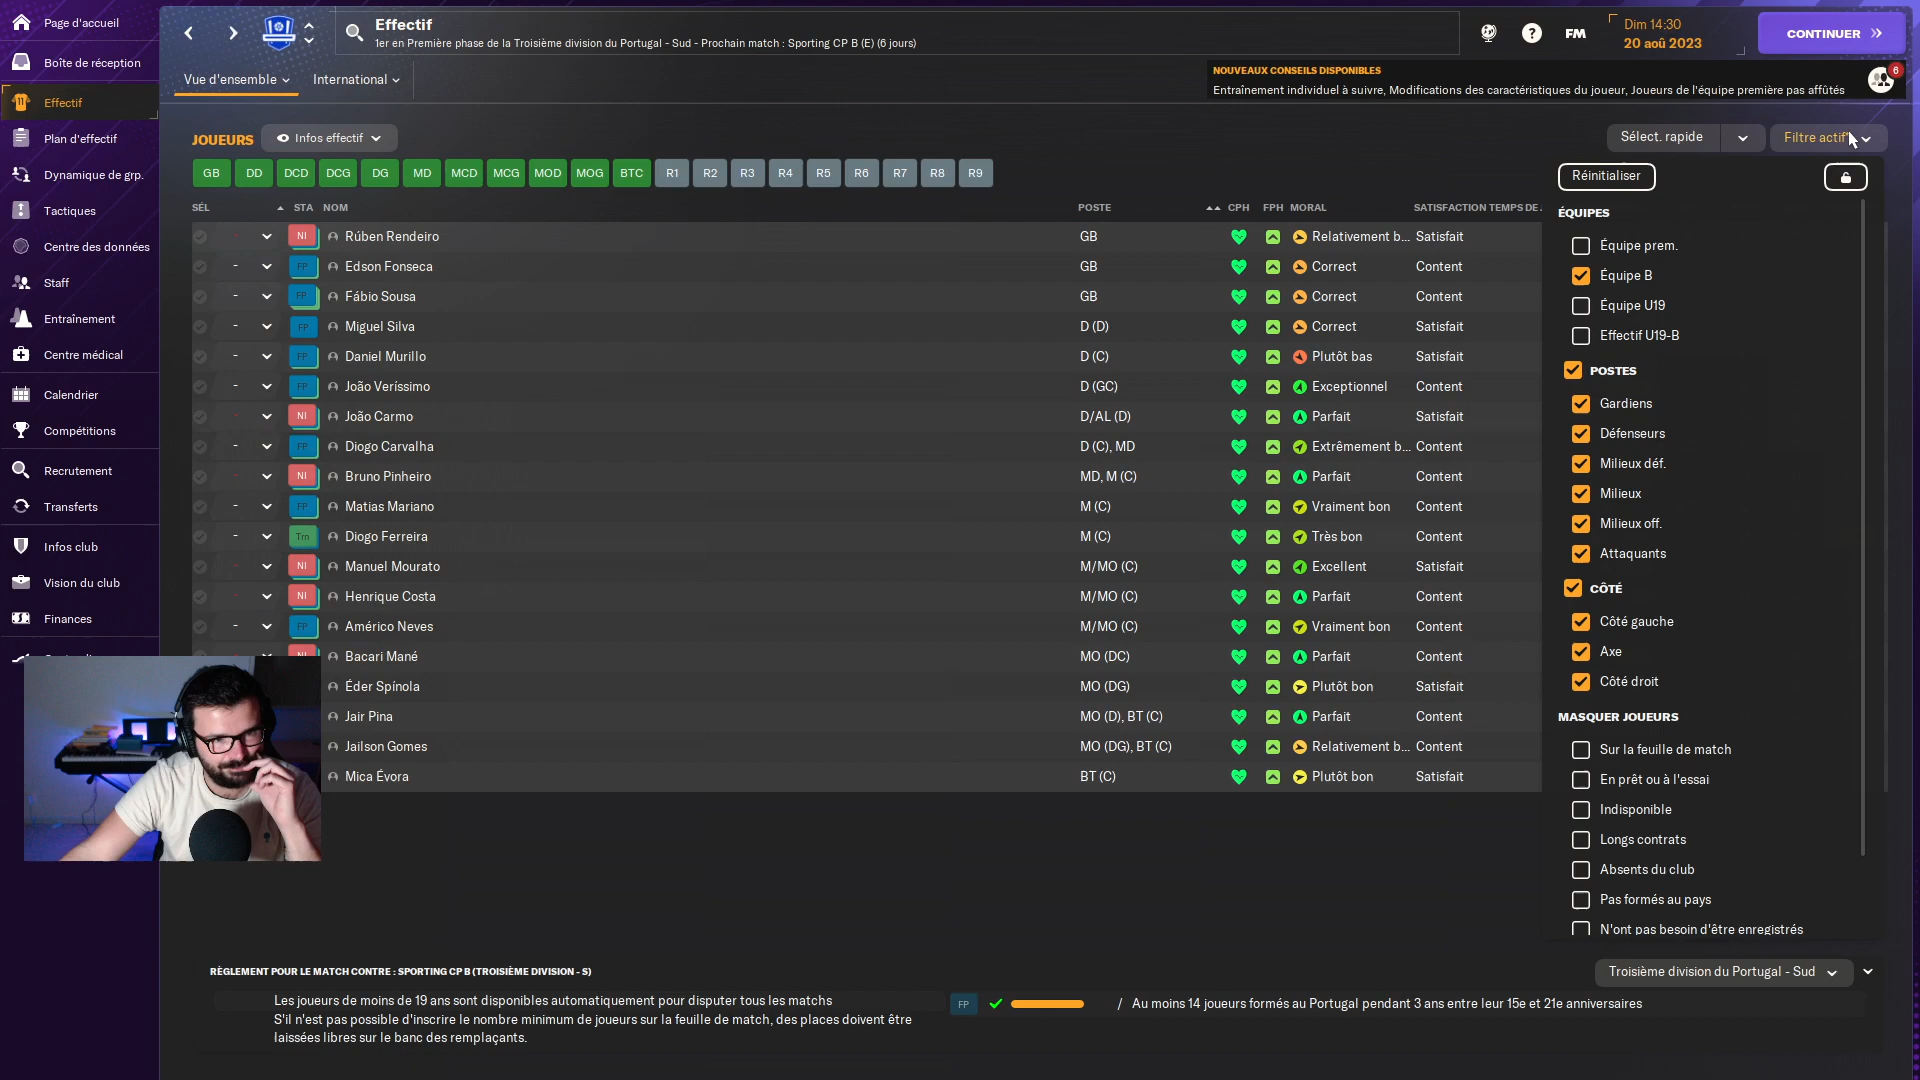 Page d'accueil
Boîte de réception
Effectif
Plan d'effectif
Dynamique de grp.
Tactiques
Centre des données
Staff
Entraînement
Centre médical
Calendrier
Compétitions
Recrutement
Transferts
Infos club
Vision du club
Finances
Effectif
1er en Première phase de la Troisième division du Portugal - Sud - Prochain match : Sporting CP B (E) (6 jours)
FM
Dim 14:30
20 aoû 2023
CONTINUER
Vue d'ensemble
International
NOUVEAUX CONSEILS DISPONIBLES
Entraînement individuel à suivre, Modifications des caractéristiques du joueur, Joueurs de l'équipe première pas affûtés
6
JOUEURS
Infos effectif
Sélect. rapide
Filtre actif
GB DD DCD DCG DG MD MCD MCG MOD MOG BTC R1 R2 R3 R4 R5 R6 R7 R8 R9
SÉL STA NOM POSTE CPH FPH MORAL SATISFACTION TEMPS DE
NI Rúben Rendeiro GB Relativement b... Satisfait
- FP Edson Fonseca GB Correct Content
- FP Fábio Sousa GB Correct Content
- FP Miguel Silva D (D) Correct Satisfait
- FP Daniel Murillo D (C) Plutôt bas Satisfait
- FP João Veríssimo D (GC) Exceptionnel Content
NI João Carmo D/AL (D) Parfait Satisfait
- FP Diogo Carvalha D (C), MD Extrêmement b... Content
NI Bruno Pinheiro MD, M (C) Parfait Content
- FP Matias Mariano M (C) Vraiment bon Content
- Trn Diogo Ferreira M (C) Très bon Content
NI Manuel Mourato M/MO (C) Excellent Satisfait
NI Henrique Costa M/MO (C) Parfait Content
- FP Américo Neves M/MO (C) Vraiment bon Content
NI Bacari Mané MO (DC) Parfait Content
Éder Spínola MO (DG) Plutôt bon Satisfait
Jair Pina MO (D), BT (C) Parfait Content
Jailson Gomes MO (DG), BT (C) Relativement b... Content
Mica Évora BT (C) Plutôt bon Satisfait
Réinitialiser
ÉQUIPES
Équipe prem.
Équipe B
Équipe U19
Effectif U19-B
POSTES
Gardiens
Défenseurs
Milieux déf.
Milieux
Milieux off.
Attaquants
CÔTÉ
Côté gauche
Axe
Côté droit
MASQUER JOUEURS
Sur la feuille de match
En prêt ou à l'essai
Indisponible
Longs contrats
Absents du club
Pas formés au pays
N'ont pas besoin d'être enregistrés
RÈGLEMENT POUR LE MATCH CONTRE : SPORTING CP B (TROISIÈME DIVISION - S)
Troisième division du Portugal - Sud
Les joueurs de moins de 19 ans sont disponibles automatiquement pour disputer tous les matchs
S'il n'est pas possible d'inscrire le nombre minimum de joueurs sur la feuille de match, des places doivent être
laissées libres sur le banc des remplaçants.
FP / Au moins 14 joueurs formés au Portugal pendant 3 ans entre leur 15e et 21e anniversaires